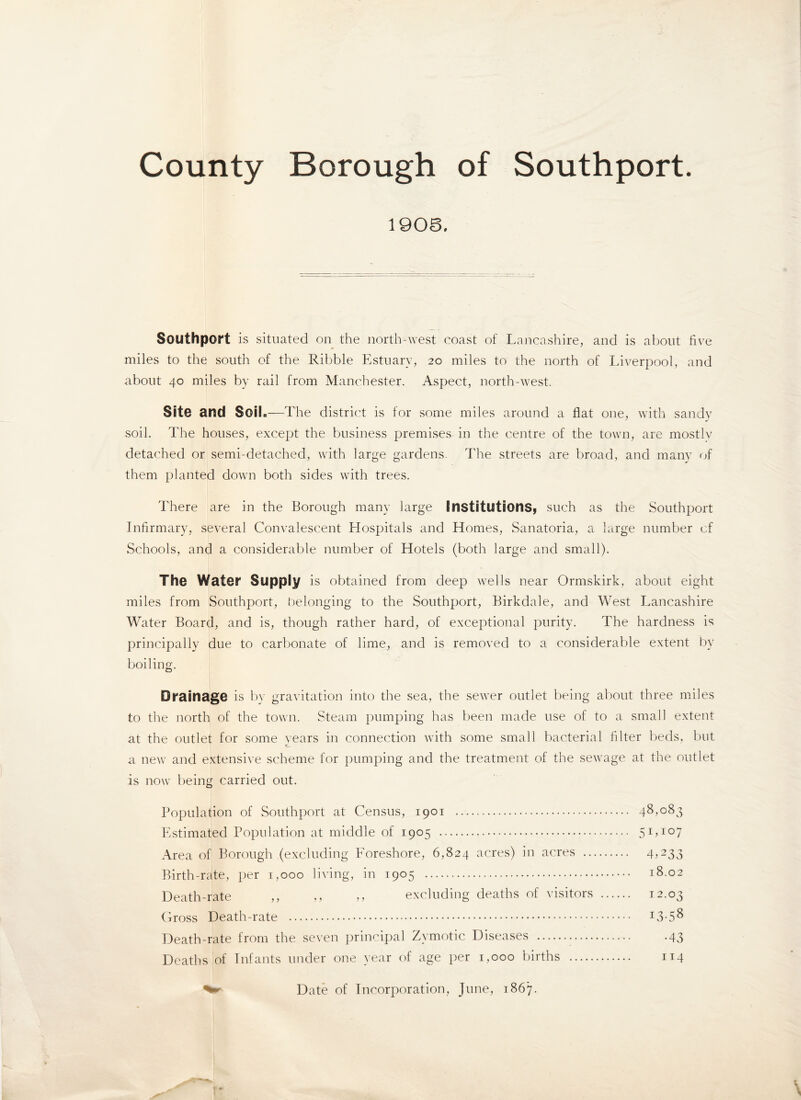 County Borough of Southport.
1905.
Southport is situated on the north-west coast of Lancashire, and is about five
miles to the south of the Ribble Estuary, 20 miles to the north of Liverpool, and
about 40 miles by rail from Manchester. Aspect, north-west.
Site and Soil.—The district is for some miles around a flat one, with sandy
soil. The houses, except the business premises in the centre of the town, are mostly
detached or semi-detached, with large gardens. The streets are broad, and many of
them planted down both sides with trees.
There are in the Borough many large Institutions, such as the Southport
Infirmary, several Convalescent Hospitals and Homes, Sanatoria, a large number of
Schools, and a considerable number of Hotels (both large and small).
The Water Supply is obtained from deep wells near Ormskirk, about eight
miles from Southport, belonging to the Southport, Birkdale, and West Lancashire
Water Board, and is, though rather hard, of exceptional purity. The hardness is
principally due to carbonate of lime, and is removed to a considerable extent by
boiling.
Drainage is by gravitation into the sea, the sewer outlet being about three miles
to the north of the town. Steam pumping has been made use of to a small extent
at the outlet for some years in connection with some small bacterial filter beds, but
a new and extensive scheme for pumping and the treatment of the sewage at the outlet
is now being carried out.
Population of Southport at Census, 1901 .......... 48,083
Estimated Population at middle of 1905 .......... 51,107
Area of Borough (excluding Foreshore, 6,824 acres) in acres .......... 4,233
Birth-rate, per 1,000 living, in 1905 .......... 18.02
Death-rate ,, ,, ,, excluding deaths of visitors ...... 12.03
Gross Death-rate .......... 13.58
Death-rate from the seven principal Zymotic Diseases .......... .43
Deaths of Infants under one year of age per 1,000 births .......... 114
Date of Incorporation, June, 1867.